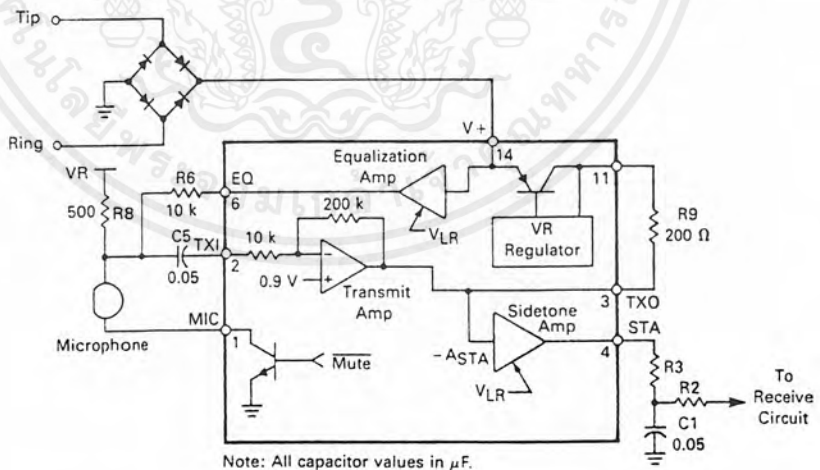 Tip
Ring
VR
500
R8
R6
10 k
C5
0.05
Microphone
EQ
6
TXI
2
MIC
1
10 k
200 k
0.9 V
Transmit
Amp
Equalization
Amp
VLR
V+
14
11
VR
Regulator
R9
200 Ω
3
TXO
Sidetone
Amp
-ASTA
VLR
STA
4
Mute
R3
R2
C1
0.05
To
Receive
Circuit
Note: All capacitor values in μF.